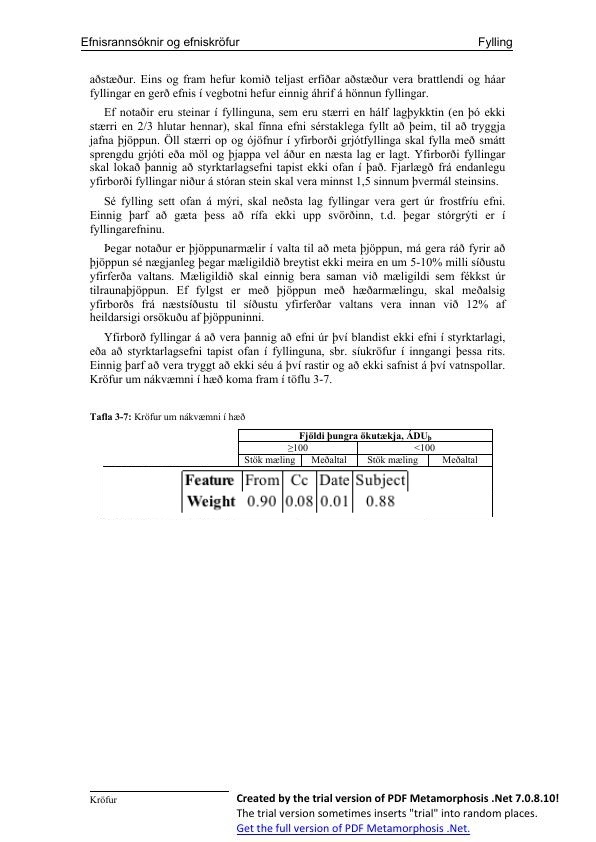 Efnisrannsóknir og efniskröfur Fylling
aðstæður. Eins og fram hefur komið teljast erfiðar aðstæður vera brattlendi og háar
fyllingar en gerð efnis í vegbotni hefur einnig áhrif á hönnun fyllingar.
Ef notaðir eru steinar í fyllinguna, sem eru stærri en hálf lagþykktin (en þó ekki
stærri en 2/3 hlutar hennar), skal fínna efni sérstaklega fyllt að þeim, til að tryggja
jafna þjöppun. Öll stærri op og ójöfnur í yfirborði grjótfyllinga skal fylla með smátt
sprengdu grjóti eða möl og þjappa vel áður en næsta lag er lagt. Yfirborði fyllingar
skal lokað þannig að styrktarlagsefni tapist ekki ofan í það. Fjarlægð frá endanlegu
yfirborði fyllingar niður á stóran stein skal vera minnst 1,5 sinnum þvermál steinsins.
Sé fylling sett ofan á mýri, skal neðsta lag fyllingar vera gert úr frostfríu efni.
Einnig þarf að gæta þess að rífa ekki upp svörðinn, t.d. þegar stórgrýti er í
fyllingarefninu.
Þegar notaður er þjöppunarmælir í valta til að meta þjöppun, má gera ráð fyrir að
þjöppun sé nægjanleg þegar mæligildið breytist ekki meira en um 5-10% milli síðustu
yfirferða valtans. Mæligildið skal einnig bera saman við mæligildi sem fékkst úr
tilraunaþjöppun. Ef fylgst er með þjöppun með hæðarmælingu, skal meðalsig
yfirborðs frá næstsíðustu til síðustu yfirferðar valtans vera innan við 12% af
heildarsigi orsökuðu af þjöppuninni.
Yfirborð fyllingar á að vera þannig að efni úr því blandist ekki efni í styrktarlagi,
eða að styrktarlagsefni tapist ofan í fyllinguna, sbr. síukröfur í inngangi þessa rits.
Einnig þarf að vera tryggt að ekki séu á því rastir og að ekki safnist á því vatnspollar.
Kröfur um nákvæmni í hæð koma fram í töflu 3-7.
Tafla 3-7: Kröfur um nákvæmni í hæð
Fjöldi þungra ökutækja, ÁDUb
≥100 <100
Stök mæling Meðaltal Stök mæling Meðaltal
Feature From Cc Date Subject
Weight 0.90 0.08 0.01 0.88
Kröfur
Created by the trial version of PDF Metamorphosis .Net 7.0.8.10!
The trial version sometimes inserts "trial" into random places.
Get the full version of PDF Metamorphosis .Net.